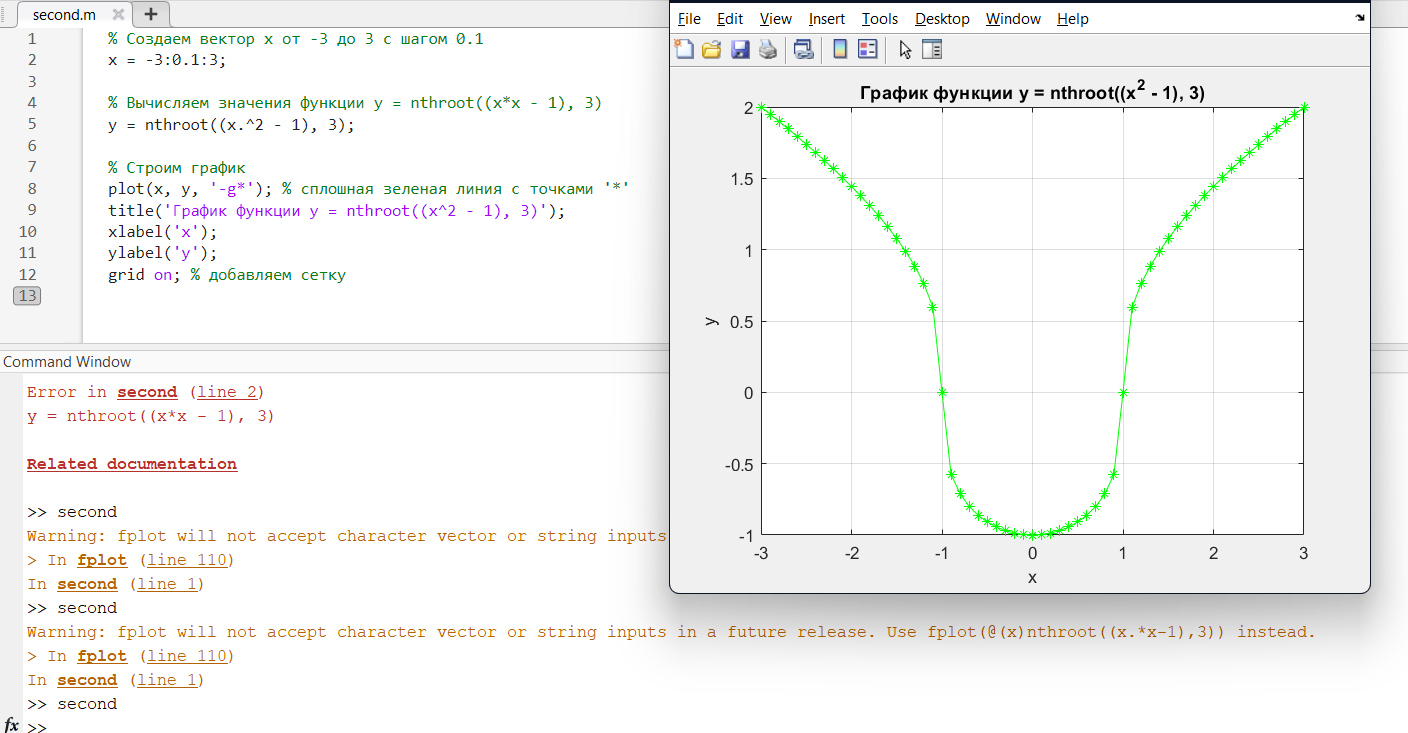 second.m
1 % Создаем вектор x от -3 до 3 с шагом 0.1
2 x = -3:0.1:3;
3
4 % Вычисляем значения функции y = nthroot((x*x - 1), 3)
5 y = nthroot((x.^2 - 1), 3);
6
7 % Строим график
8 plot(x, y, '-g*'); % сплошная зеленая линия с точками '*'
9 title('График функции y = nthroot((x^2 - 1), 3)');
10 xlabel('x');
11 ylabel('y');
12 grid on; % добавляем сетку
13
File Edit View Insert Tools Desktop Window Help
График функции y = nthroot((x² - 1), 3)
2
1.5
1
0.5
0
-0.5
-1
y
-3 -2 -1 0 1 2 3
x
Command Window
Error in second (line 2)
y = nthroot((x*x - 1), 3)
Related documentation
>> second
Warning: fplot will not accept character vector or string inputs
> In fplot (line 110)
In second (line 1)
>> second
Warning: fplot will not accept character vector or string inputs in a future release. Use fplot(@(x)nthroot((x.*x-1),3)) instead.
> In fplot (line 110)
In second (line 1)
>> second
fx >>